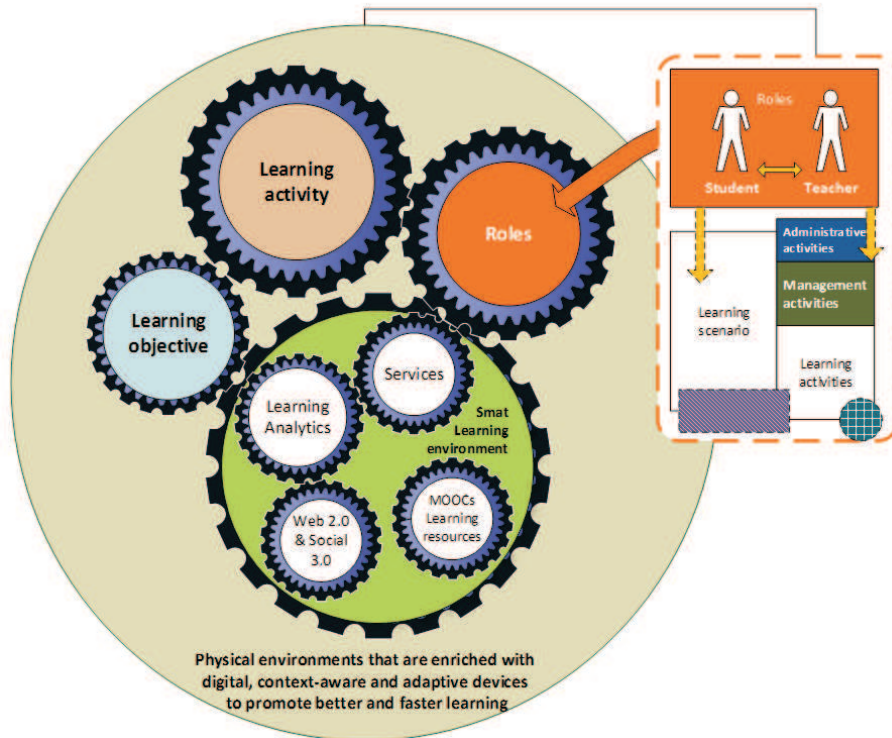 Learning
activity
Roles
Learning
objective
Services
Learning
Analytics
Smat
Learning
environment
Web 2.0
& Social
3.0
MOOCs
Learning
resources
Physical environments that are enriched with
digital, context-aware and adaptive devices
to promote better and faster learning
Roles
Student
Teacher
Administrative
activities
Management
activities
Learning
scenario
Learning
activities